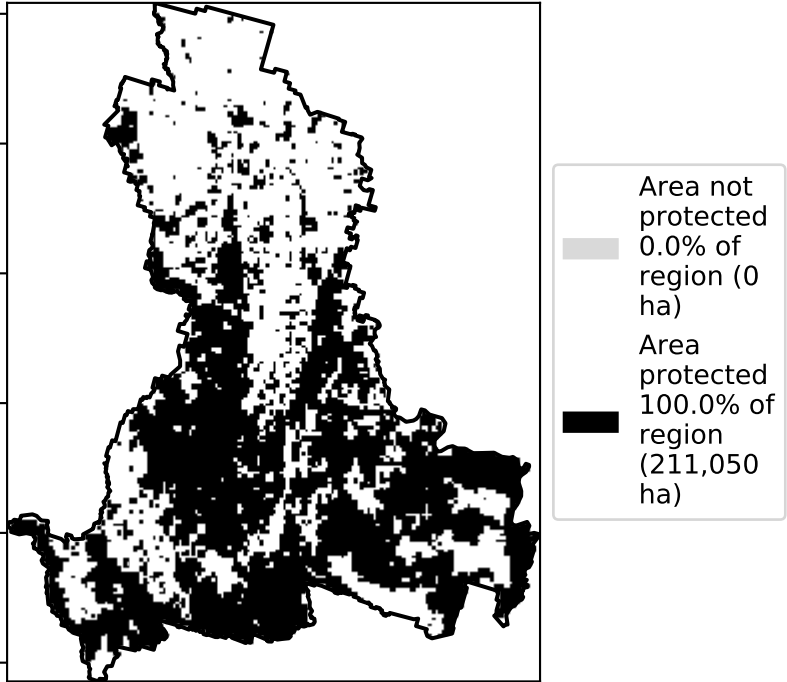 Area not
protected
0.0% of
region (0
ha)
Area
protected
100.0% of
region
(211,050
ha)